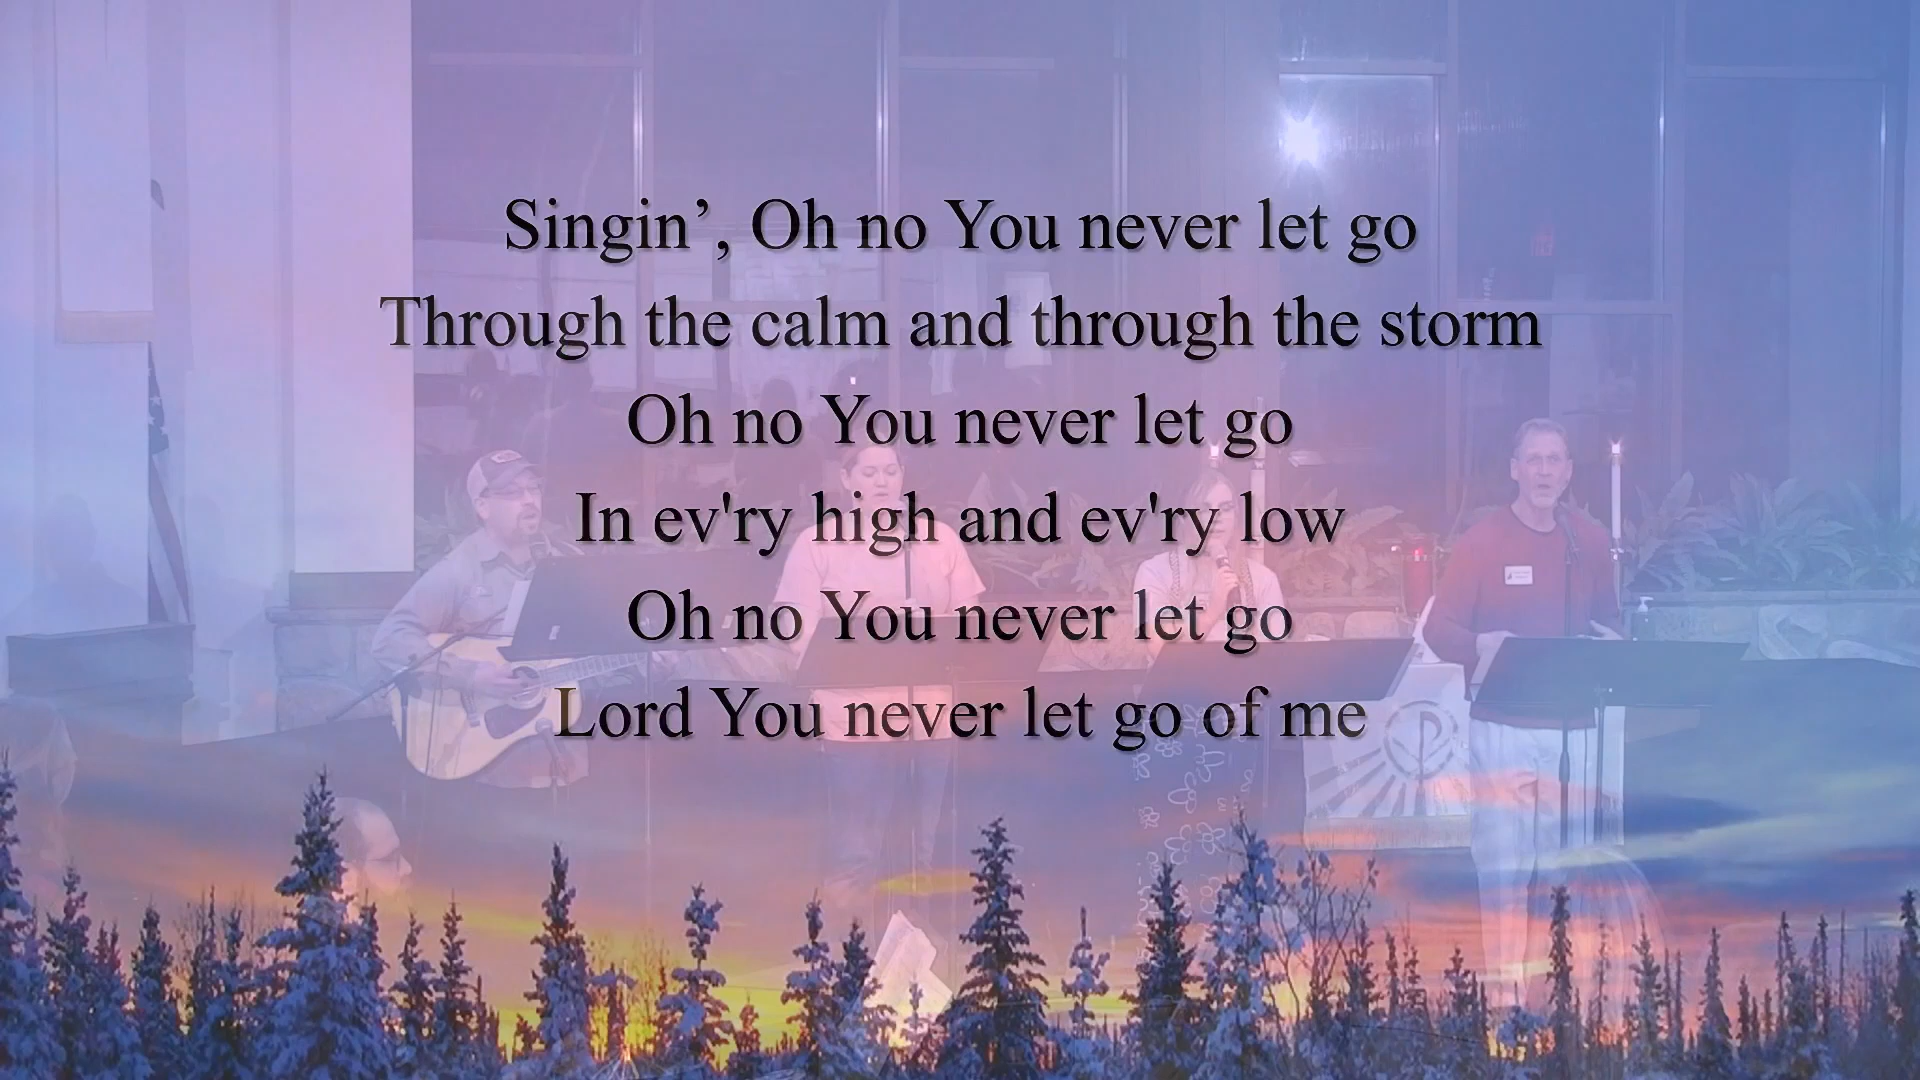 Singin’, Oh no You never let go
Through the calm and through the storm
Oh no You never let go
In ev'ry high and ev'ry low
Oh no You never let go
Lord You never let go of me